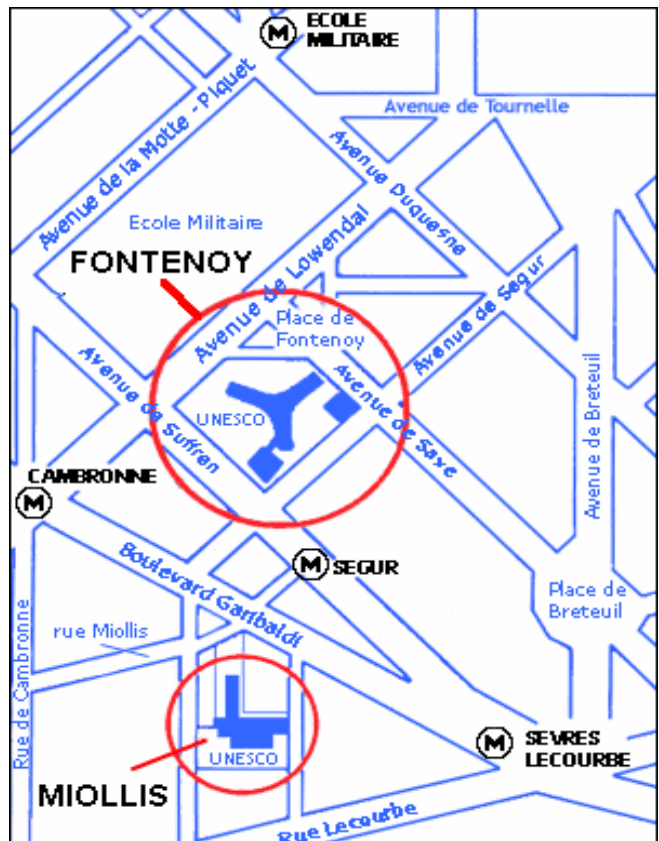 M
ECOLE
MILITAIRE
Avenue de Tournelle
Avenue de la Motte - Piquet
Avenue Duquesne
Ecole Militaire
FONTENOY
Avenue de Lowendal
Avenue de Segur
Place de
Fontenoy
Avenue de Suffren
UNESCO
Avenue de Saxe
Avenue de Breteuil
CAMBRONNE
M
M
SEGUR
Boulevard Garibaldi
Place de
Breteuil
rue Miollis
Rue de Cambronne
M
SEVRES
LECOURBE
UNESCO
MIOLLIS
Rue Lecourbe